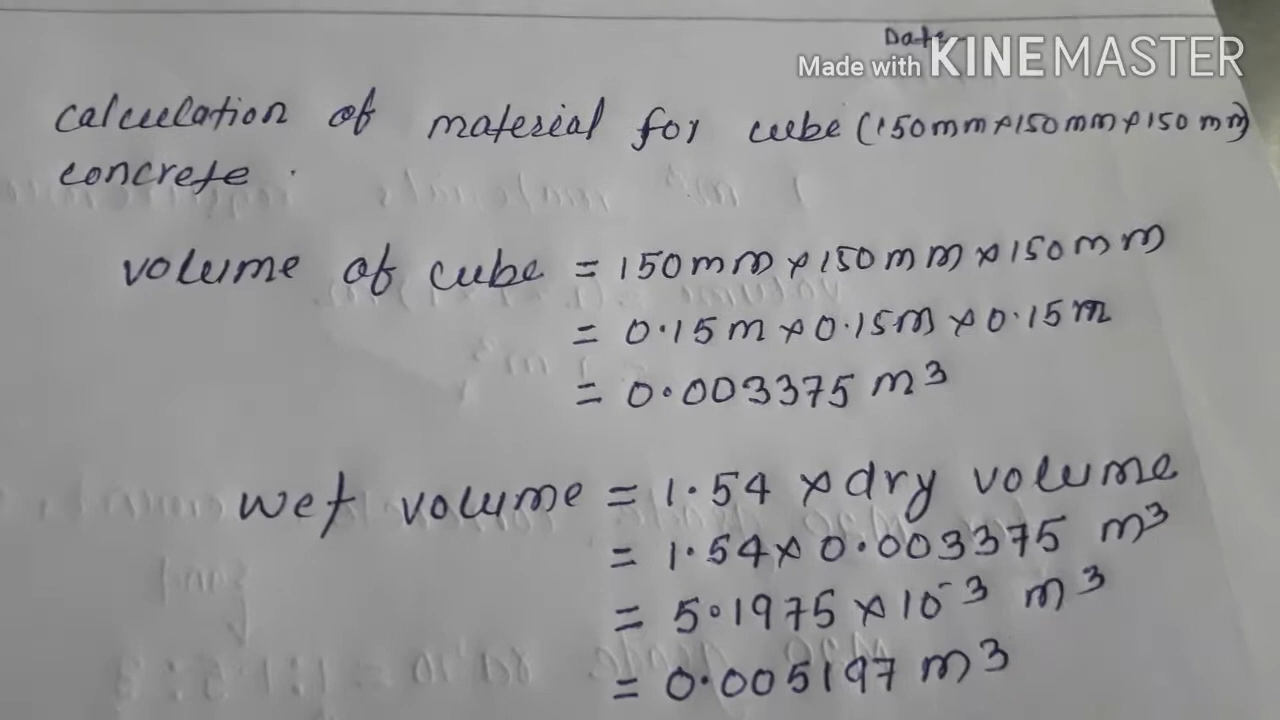 Date
Made with KINEMASTER
calculation of material for cube (150mm×150mm×150mm)
concrete.
volume of cube = 150mm×150mm×150mm
= 0.15m×0.15m×0.15m
= 0.003375 m³
wet volume = 1.54 × dry volume
= 1.54×0.003375 m³
= 5.1975×10⁻³ m³
= 0.005197 m³